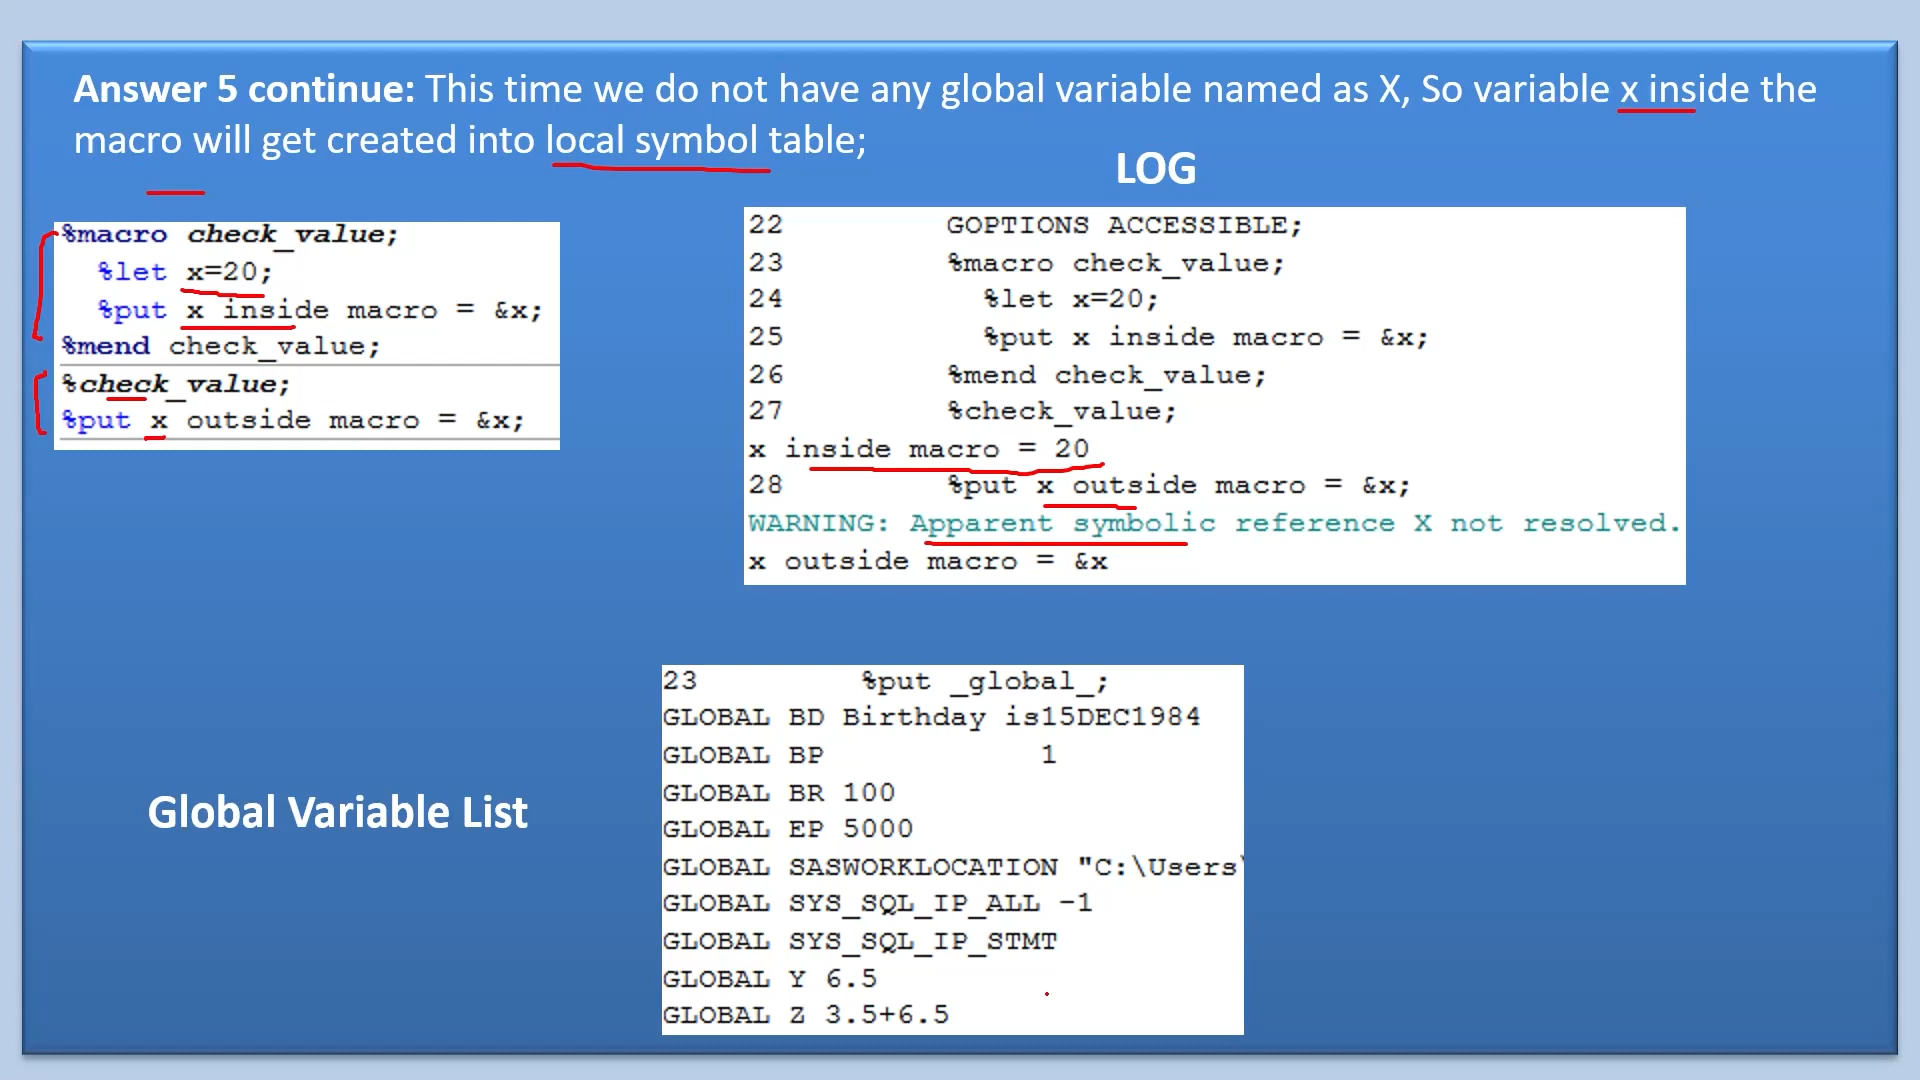 Answer 5 continue: This time we do not have any global variable named as X, So variable x inside the
macro will get created into local symbol table;
LOG
%macro check_value;
%let x=20;
%put x inside macro = &x;
%mend check_value;
%check_value;
%put x outside macro = &x;
22 GOPTIONS ACCESSIBLE;
23 %macro check_value;
24 %let x=20;
25 %put x inside macro = &x;
26 %mend check_value;
27 %check_value;
x inside macro = 20
28 %put x outside macro = &x;
WARNING: Apparent symbolic reference X not resolved.
x outside macro = &x
Global Variable List
23 %put _global_;
GLOBAL BD Birthday is15DEC1984
GLOBAL BP 1
GLOBAL BR 100
GLOBAL EP 5000
GLOBAL SASWORKLOCATION "C:\Users\
GLOBAL SYS_SQL_IP_ALL -1
GLOBAL SYS_SQL_IP_STMT
GLOBAL Y 6.5
GLOBAL Z 3.5+6.5